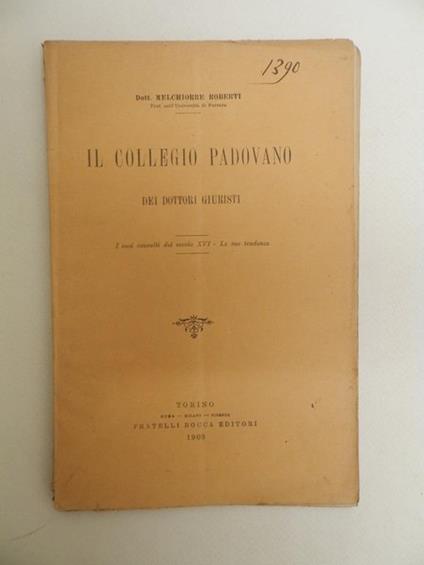 1390
Dott. MELCHIORRE ROBERTI
Prof. nell'Università di Ferrara
IL COLLEGIO PADOVANO
DEI DOTTORI GIURISTI
I suoi consulti del secolo XVI - Le sue tendenze
TORINO
ROMA — MILANO — FIRENZE
FRATELLI BOCCA EDITORI
1903